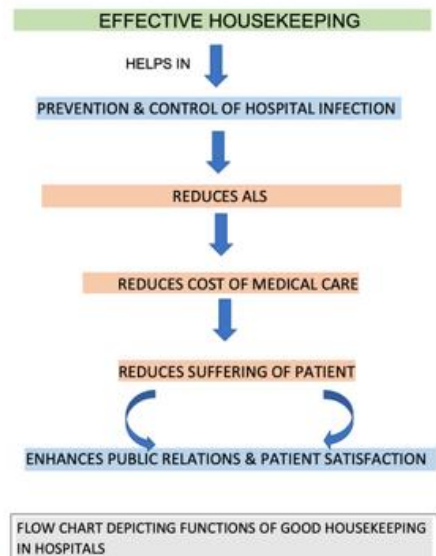 EFFECTIVE HOUSEKEEPING
HELPS IN
PREVENTION & CONTROL OF HOSPITAL INFECTION
REDUCES ALS
REDUCES COST OF MEDICAL CARE
REDUCES SUFFERING OF PATIENT
ENHANCES PUBLIC RELATIONS & PATIENT SATISFACTION
FLOW CHART DEPICTING FUNCTIONS OF GOOD HOUSEKEEPING
IN HOSPITALS